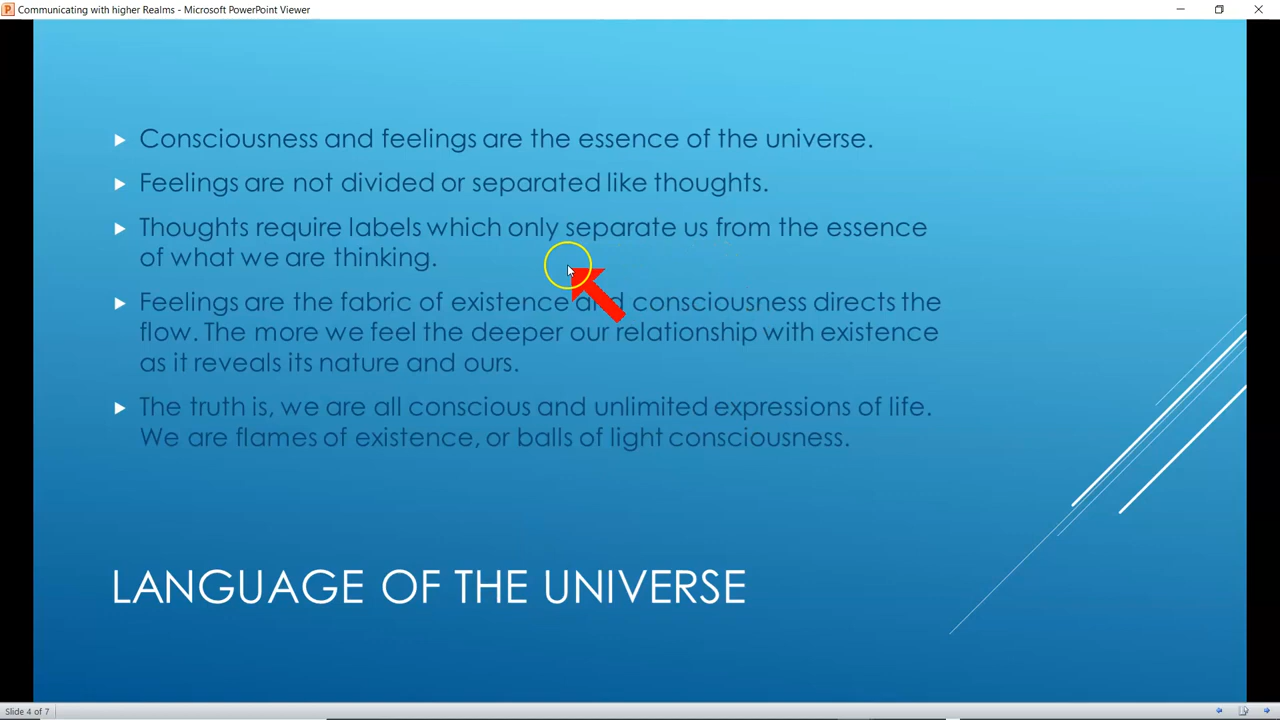 Communicating with higher Realms - Microsoft PowerPoint Viewer
Consciousness and feelings are the essence of the universe.
Feelings are not divided or separated like thoughts.
Thoughts require labels which only separate us from the essence
of what we are thinking.
Feelings are the fabric of existence and consciousness directs the
flow. The more we feel the deeper our relationship with existence
as it reveals its nature and ours.
The truth is, we are all conscious and unlimited expressions of life.
We are flames of existence, or balls of light consciousness.
LANGUAGE OF THE UNIVERSE
Slide 4 of 7